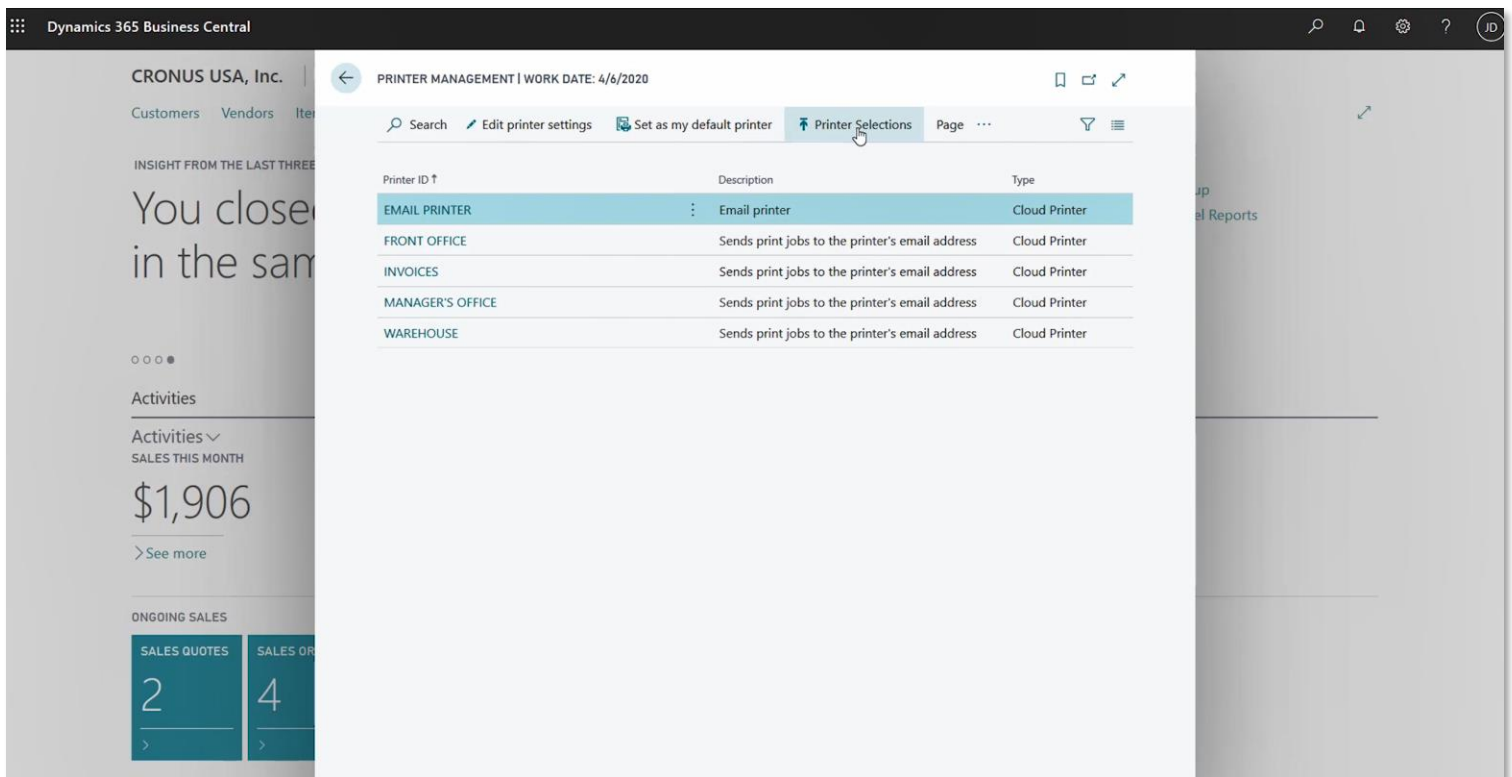 Dynamics 365 Business Central
JD
CRONUS USA, Inc.
Customers Vendors
INSIGHT FROM THE LAST THREE
You close
in the sam
Activities
Activities
SALES THIS MONTH
$1,906
See more
ONGOING SALES
SALES QUOTES
2
SALES OR
4
PRINTER MANAGEMENT | WORK DATE: 4/6/2020
Search Edit printer settings Set as my default printer Printer Selections Page ···
Printer ID ↑ Description Type
EMAIL PRINTER Email printer Cloud Printer
FRONT OFFICE Sends print jobs to the printer's email address Cloud Printer
INVOICES Sends print jobs to the printer's email address Cloud Printer
MANAGER'S OFFICE Sends print jobs to the printer's email address Cloud Printer
WAREHOUSE Sends print jobs to the printer's email address Cloud Printer
up
el Reports